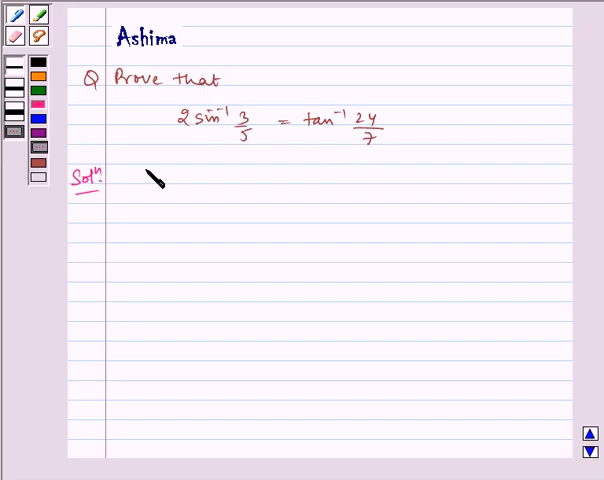 Ashima
Q Prove that
2 sin⁻¹ 3/5 = tan⁻¹ 24/7
Solⁿ: